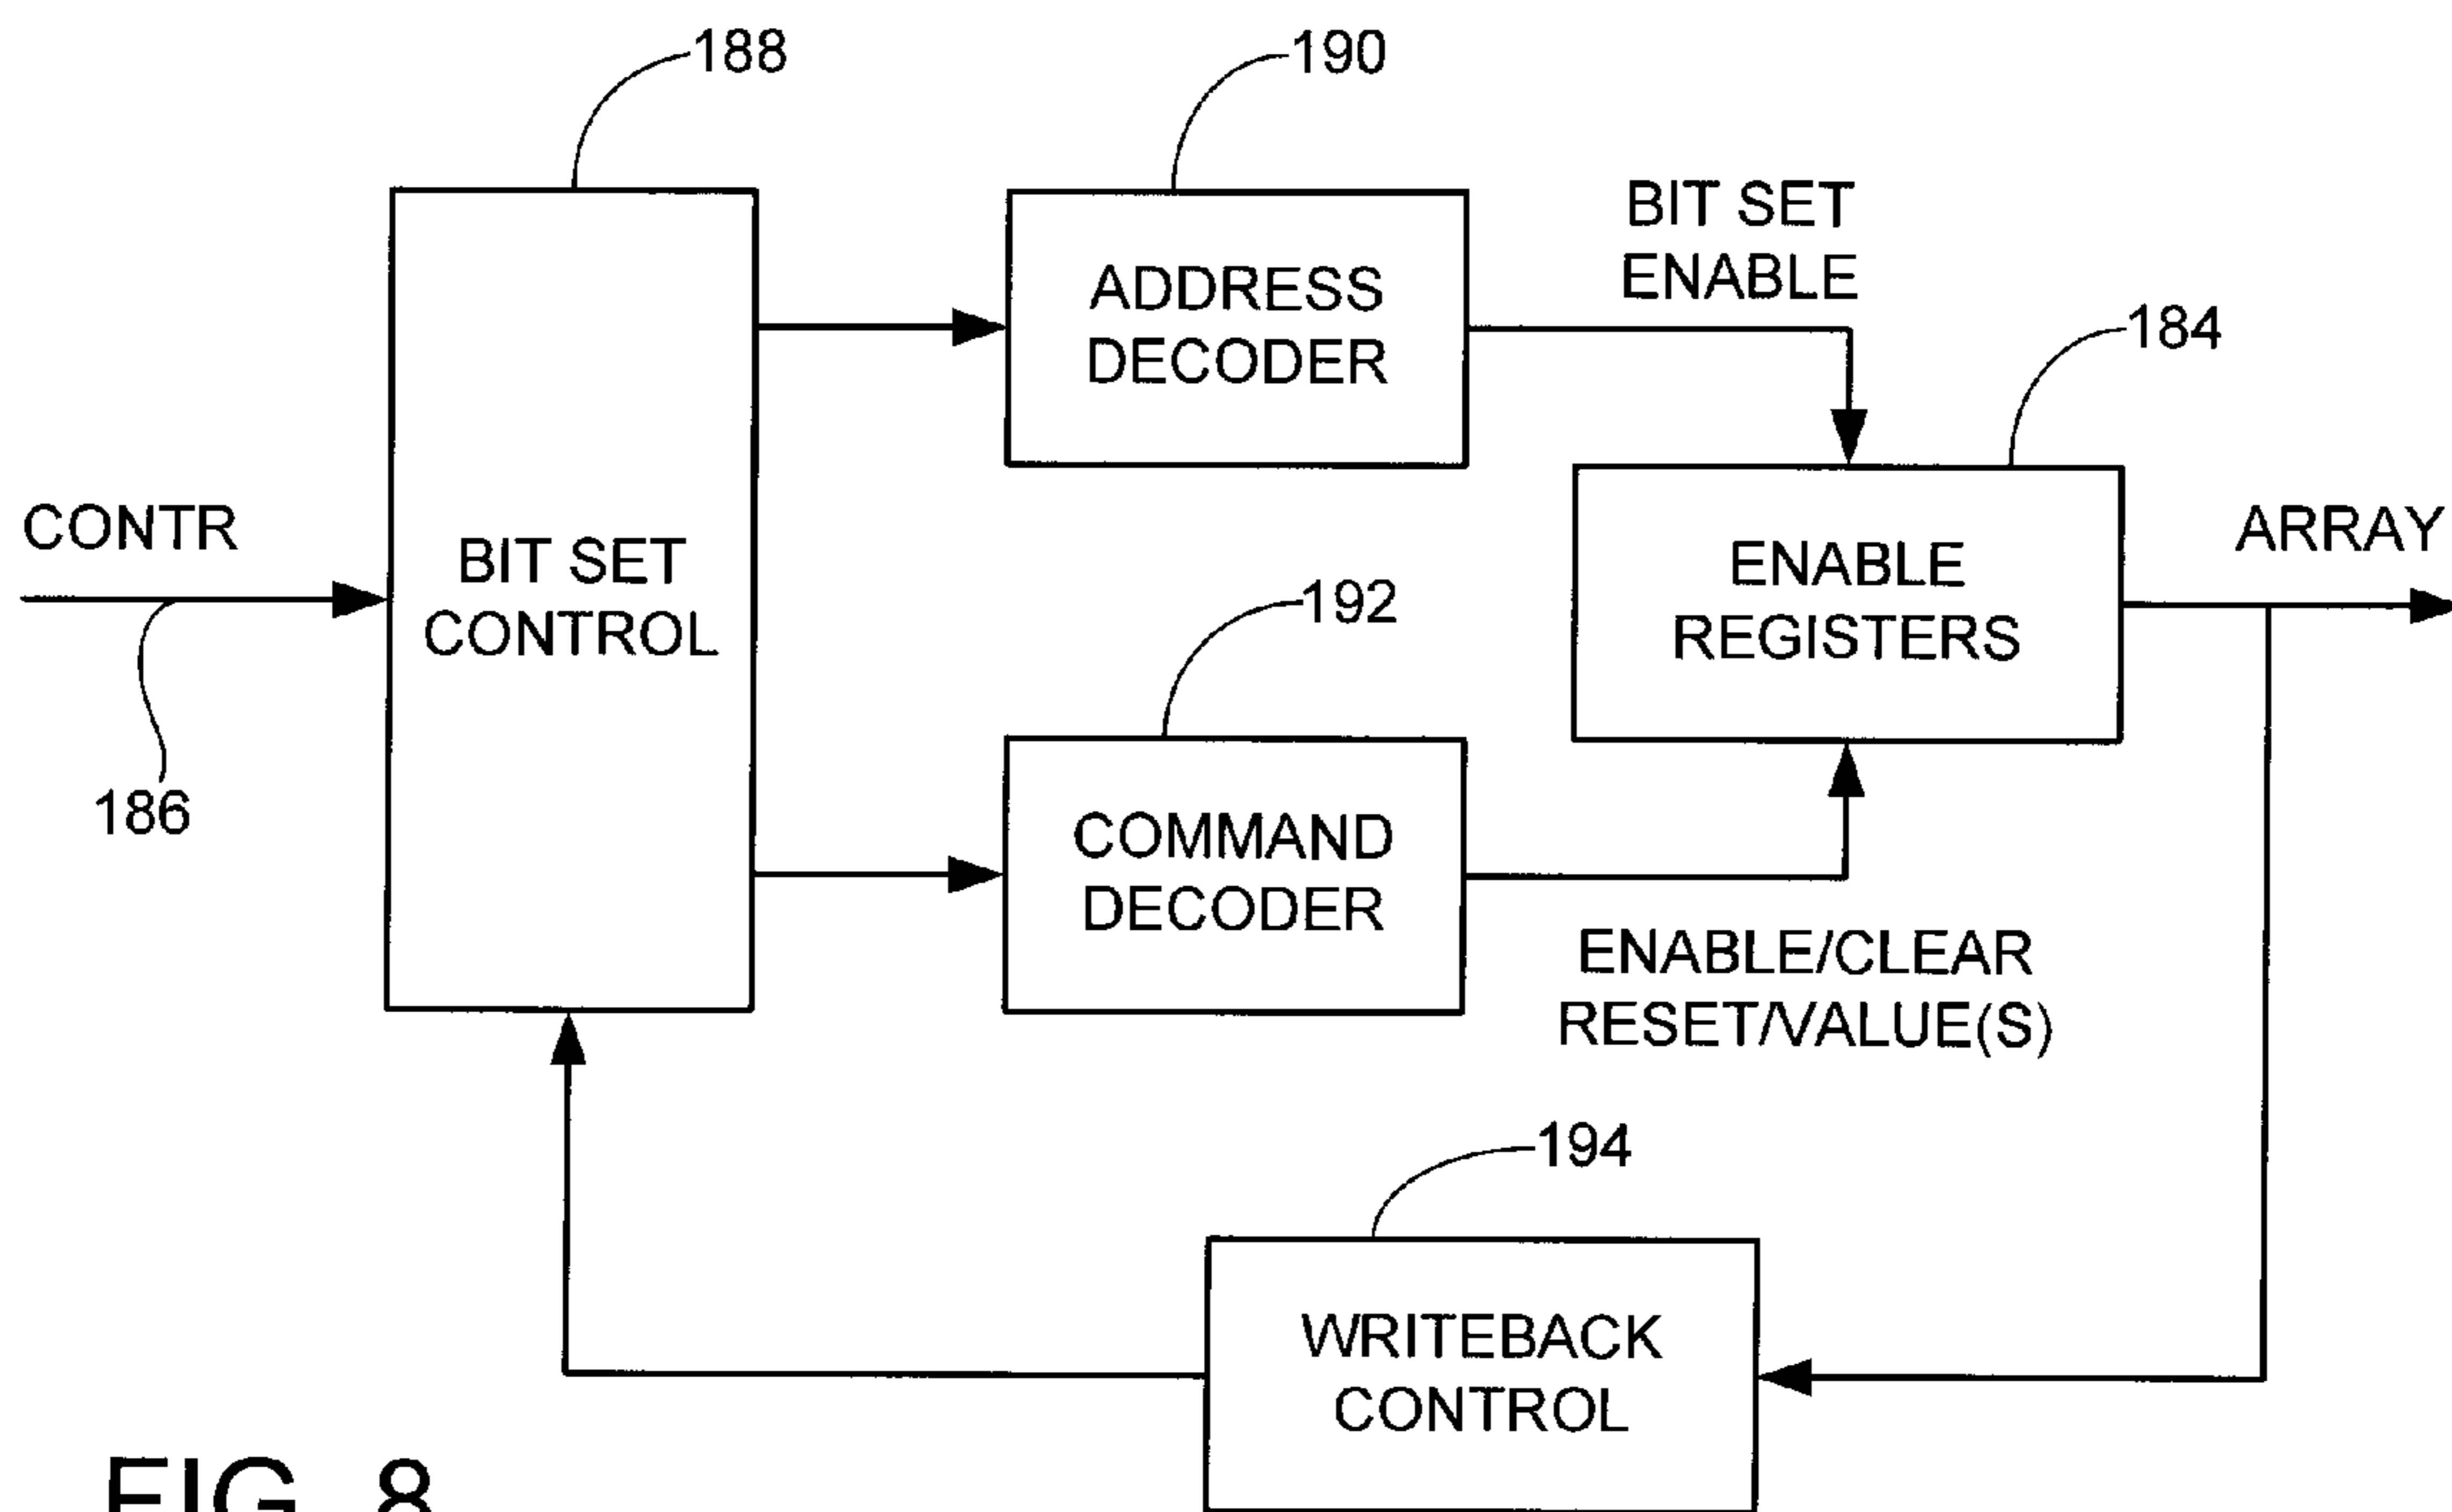 188
190
BIT SET
ENABLE
ADDRESS
DECODER
184
CONTR
BIT SET
CONTROL
ENABLE
REGISTERS
ARRAY
192
186
COMMAND
DECODER
ENABLE/CLEAR
RESET/VALUE(S)
194
WRITEBACK
CONTROL
FIG. 8